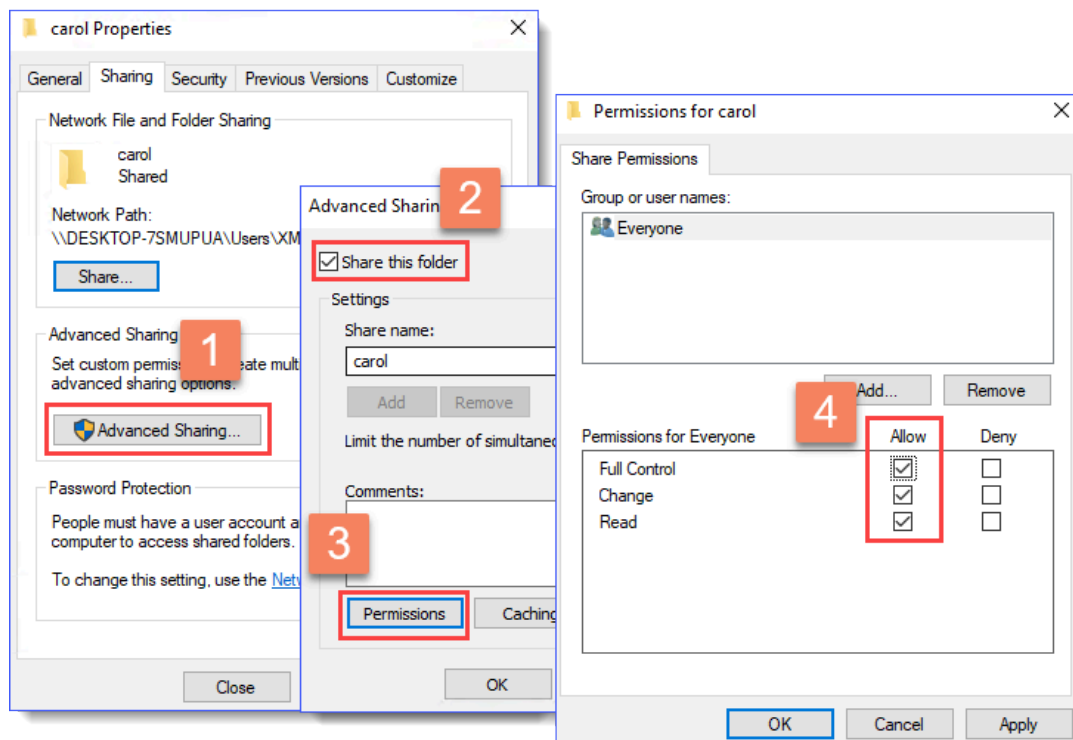 carol Properties
General Sharing Security Previous Versions Customize
Network File and Folder Sharing
carol
Shared
Network Path:
\\DESKTOP-7SMUPUA\Users\XM
Share...
Advanced Sharing
1
Set custom permis eate mult
advanced sharing options.
Advanced Sharing...
Password Protection
People must have a user account a
computer to access shared folders.
To change this setting, use the Netw
Close
Advanced Sharin
2
Share this folder
Settings
Share name:
carol
Add Remove
Limit the number of simultaneo
Comments:
3
Permissions Caching
OK
Permissions for carol
Share Permissions
Group or user names:
Everyone
Add... Remove
4
Permissions for Everyone Allow Deny
Full Control
Change
Read
OK Cancel Apply